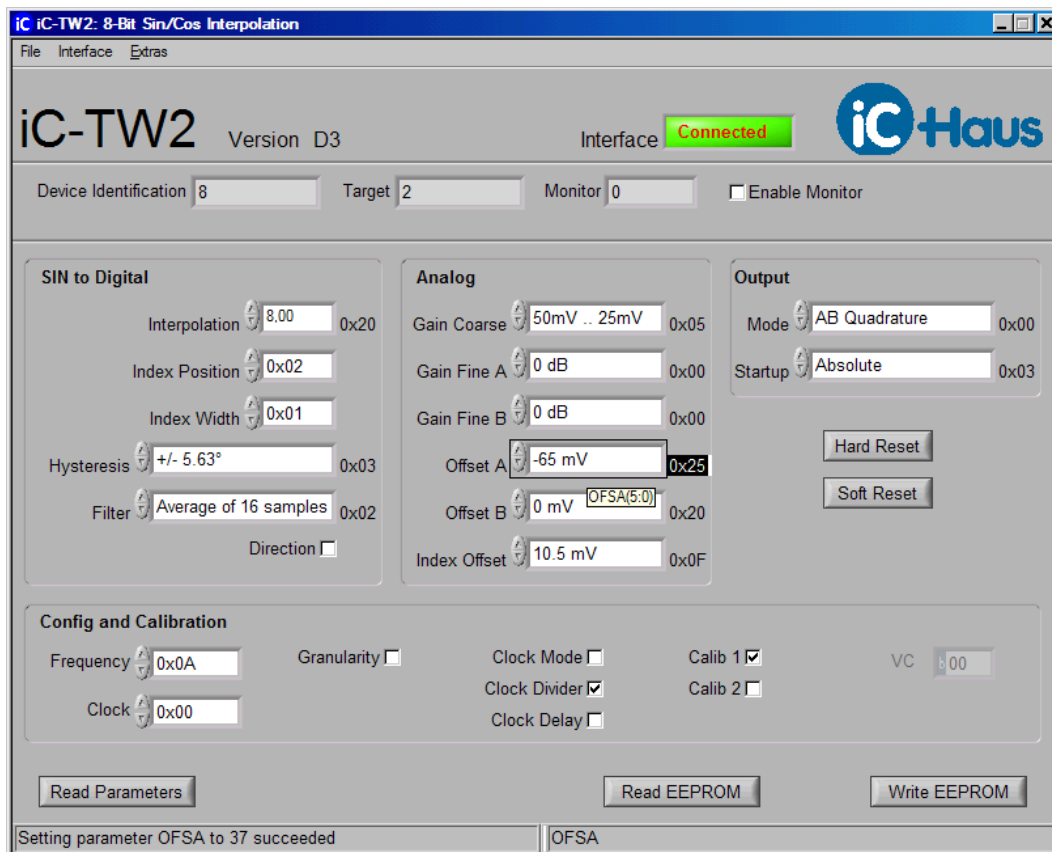 iC iC-TW2: 8-Bit Sin/Cos Interpolation
File Interface Extras
iC-TW2 Version D3
Interface Connected
iC Haus
Device Identification 8 Target 2 Monitor 0 Enable Monitor
SIN to Digital
Interpolation 8,00 0x20
Index Position 0x02
Index Width 0x01
Hysteresis +/- 5.63° 0x03
Filter Average of 16 samples 0x02
Direction
Analog
Gain Coarse 50mV .. 25mV 0x05
Gain Fine A 0 dB 0x00
Gain Fine B 0 dB 0x00
Offset A -65 mV 0x25
OFSA(5:0)
Offset B 0 mV 0x20
Index Offset 10.5 mV 0x0F
Output
Mode AB Quadrature 0x00
Startup Absolute 0x03
Hard Reset
Soft Reset
Config and Calibration
Frequency 0x0A Granularity Clock Mode Calib 1 VC b 00
Clock Divider Calib 2
Clock 0x00 Clock Delay
Read Parameters Read EEPROM Write EEPROM
Setting parameter OFSA to 37 succeeded OFSA